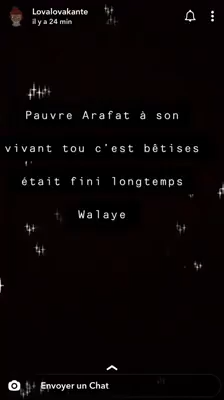 Lovalovakante
il y a 24 min
Pauvre Arafat à son
vivant tou c'est bêtises
était fini longtemps
Walaye
Envoyer un Chat